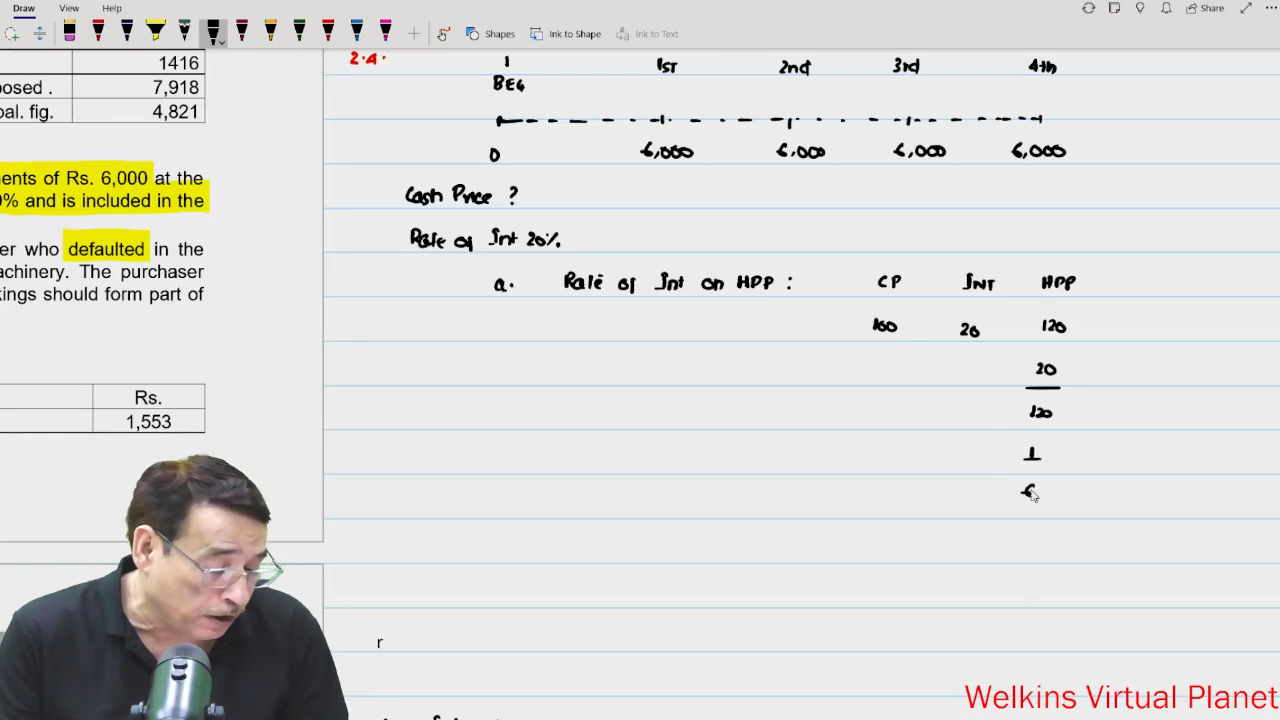 Draw View Help Share
Shapes Ink to Shape Ink to Text
1416
posed . 7,918
bal. fig. 4,821
ents of Rs. 6,000 at the
0% and is included in the
er who defaulted in the
achinery. The purchaser
kings should form part of
Rs.
1,553
2.A.
1 1st 2nd 3rd 4th
BEG
0 6,000 6,000 6,000 6,000
Cash Price ?
Rate of Int 20%
a. Rate of Int on HPP : CP INT HPP
100 20 120
20
120
1
6
r
Welkins Virtual Planet